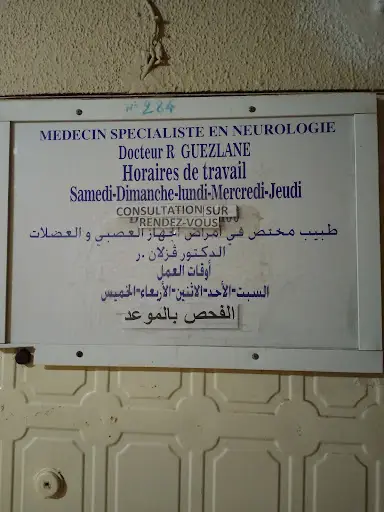 N° 224
MEDECIN SPECIALISTE EN NEUROLOGIE
Docteur R GUEZLANE
Horaires de travail
Samedi-Dimanche-lundi-Mercredi-Jeudi
CONSULTATION SUR
RENDEZ-VOUS
طبيب مختص في أمراض الجهاز العصبي و العضلات
الدكتور قزلان .ر
أوقات العمل
السبت-الأحد-الاثنين-الأربعاء-الخميس
الفحص بالموعد